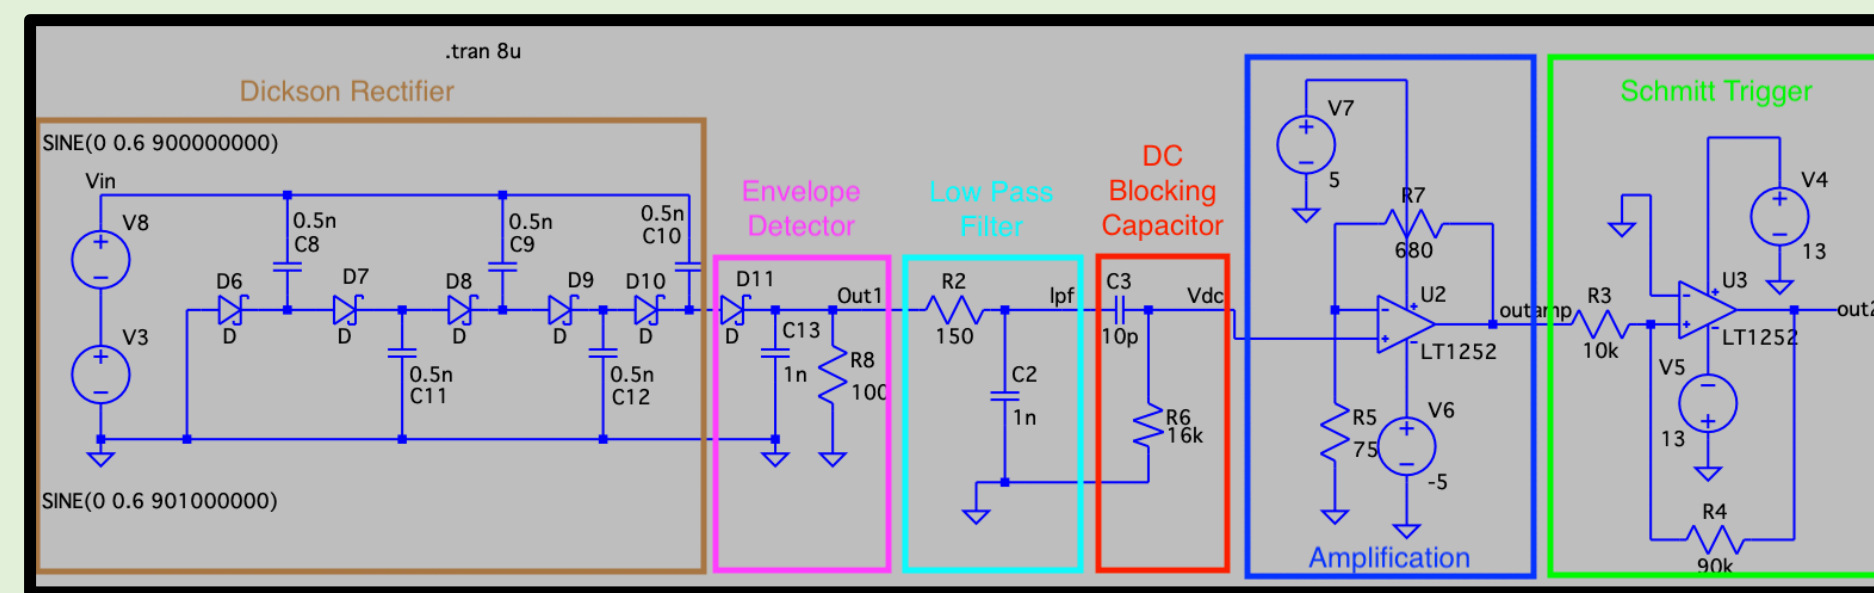 .tran 8u
Dickson Rectifier
SINE(0 0.6 900000000)
Vin
V8
V3
0.5n
C8
0.5n
C9
0.5n
C10
D6
D
D7
D
D8
D
D9
D
D10
D
0.5n
C11
0.5n
C12
SINE(0 0.6 901000000)
Envelope
Detector
D11
D
Out1
C13
1n
R8
100
Low Pass
Filter
R2
150
lpf
C2
1n
DC
Blocking
Capacitor
C3
10p
Vdc
R6
16k
V7
5
R7
680
U2
LT1252
outamp
R5
75
V6
-5
Amplification
Schmitt Trigger
V4
13
U3
LT1252
R3
10k
V5
13
R4
90k
out2